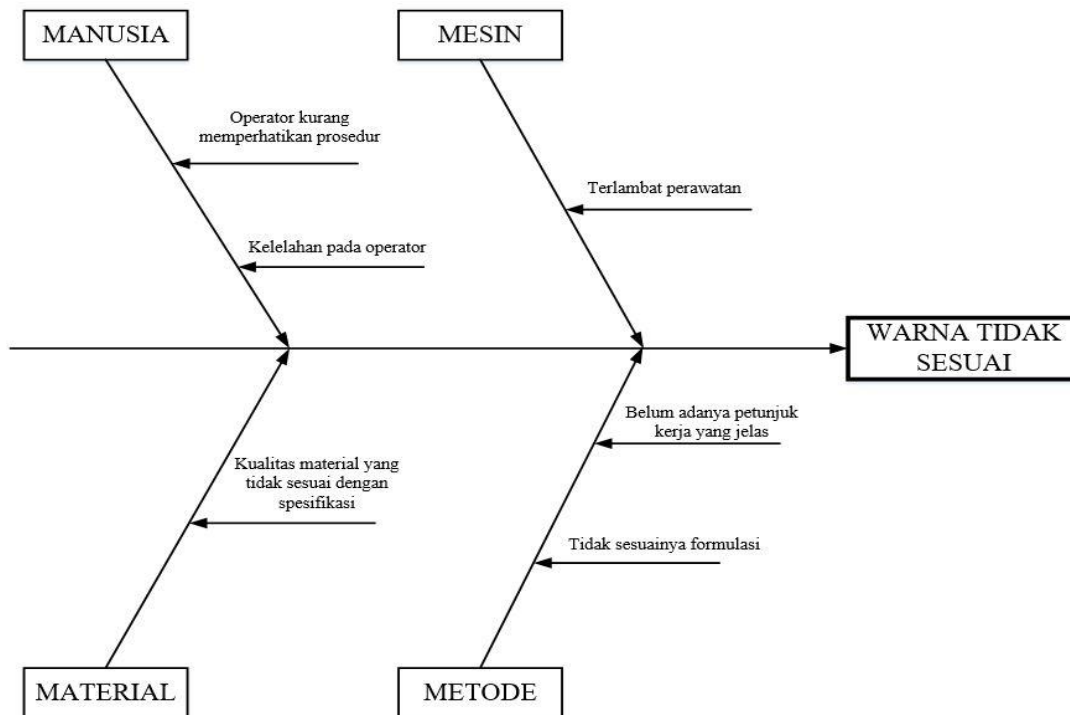 MANUSIA
MESIN
Operator kurang
memperhatikan prosedur
Terlambat perawatan
Kelelahan pada operator
WARNA TIDAK
SESUAI
Belum adanya petunjuk
kerja yang jelas
Kualitas material yang
tidak sesuai dengan
spesifikasi
Tidak sesuainya formulasi
MATERIAL
METODE